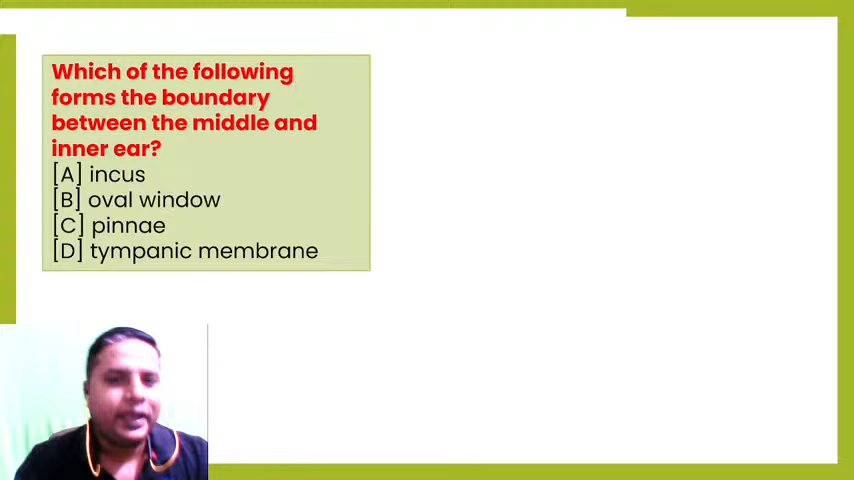 Which of the following
forms the boundary
between the middle and
inner ear?
[A] incus
[B] oval window
[C] pinnae
[D] tympanic membrane